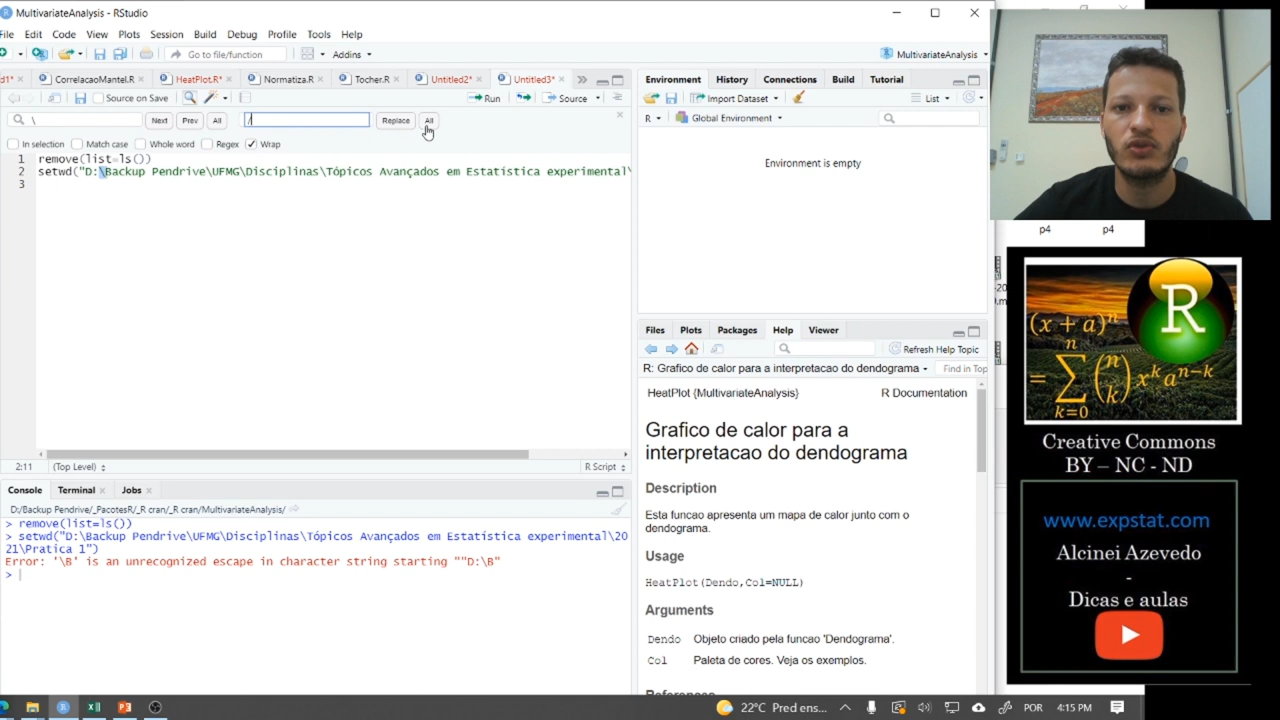 MultivariateAnalysis - RStudio
File Edit Code View Plots Session Build Debug Profile Tools Help
Go to file/function Addins MultivariateAnalysis
d1* CorrelacaoMantel.R HeatPlot.R* Normatiza.R Tocher.R Untitled2* Untitled3*
Source on Save Run Source
\ Next Prev All / Replace All
In selection Match case Whole word Regex Wrap
1 remove(list=ls())
2 setwd("D:\Backup Pendrive\UFMG\Disciplinas\Tópicos Avançados em Estatística experimental\
3
2:11 (Top Level) R Script
Console Terminal Jobs
D:/Backup Pendrive/_PacotesR/_R cran/_R cran/MultivariateAnalysis/
> remove(list=ls())
> setwd("D:\Backup Pendrive\UFMG\Disciplinas\Tópicos Avançados em Estatística experimental\20
21\Pratica 1")
Error: '\B' is an unrecognized escape in character string starting ""D:\B"
>
Environment History Connections Build Tutorial
Import Dataset List
R Global Environment
Environment is empty
Files Plots Packages Help Viewer
Refresh Help Topic
R: Grafico de calor para a interpretacao do dendograma Find in Top
HeatPlot {MultivariateAnalysis} R Documentation
Grafico de calor para a
interpretacao do dendograma
Description
Esta funcao apresenta um mapa de calor junto com o
dendograma.
Usage
HeatPlot(Dendo,Col=NULL)
Arguments
Dendo Objeto criado pela funcao 'Dendograma'.
Col Paleta de cores. Veja os exemplos.
p4 p4
(x + a)^n
= ∑ n k=0 (n k) x^k a^n-k
R
Creative Commons
BY – NC - ND
www.expstat.com
Alcinei Azevedo
-
Dicas e aulas
22°C Pred ens... POR 4:15 PM